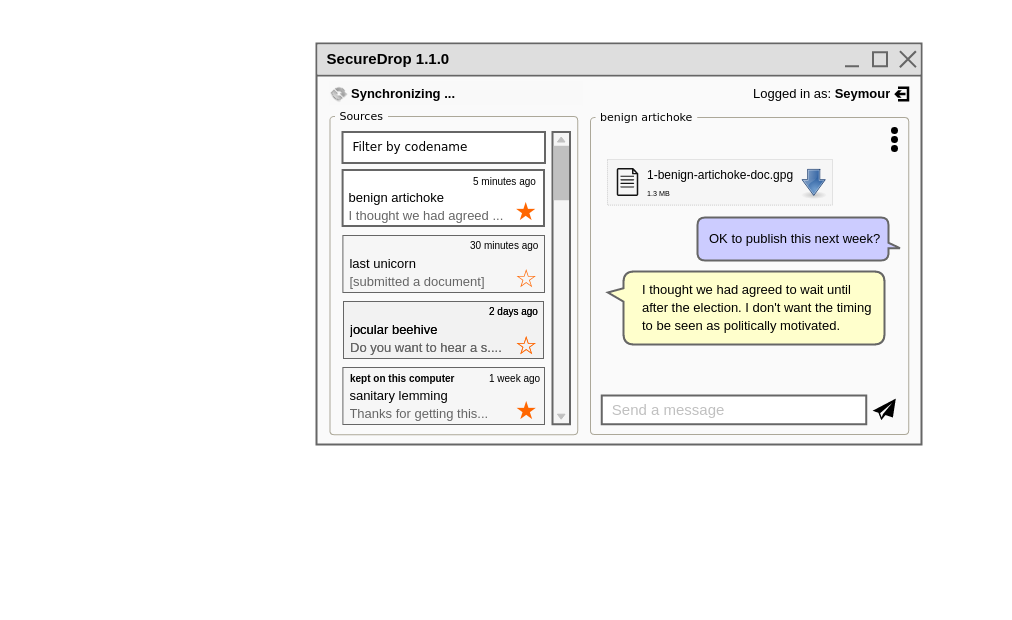 SecureDrop 1.1.0
Synchronizing ...
Logged in as: Seymour
Sources
Filter by codename
5 minutes ago
benign artichoke
I thought we had agreed ...
30 minutes ago
last unicorn
[submitted a document]
2 days ago
jocular beehive
Do you want to hear a s....
kept on this computer 1 week ago
sanitary lemming
Thanks for getting this...
benign artichoke
1-benign-artichoke-doc.gpg
1.3 MB
OK to publish this next week?
I thought we had agreed to wait until
after the election. I don't want the timing
to be seen as politically motivated.
Send a message